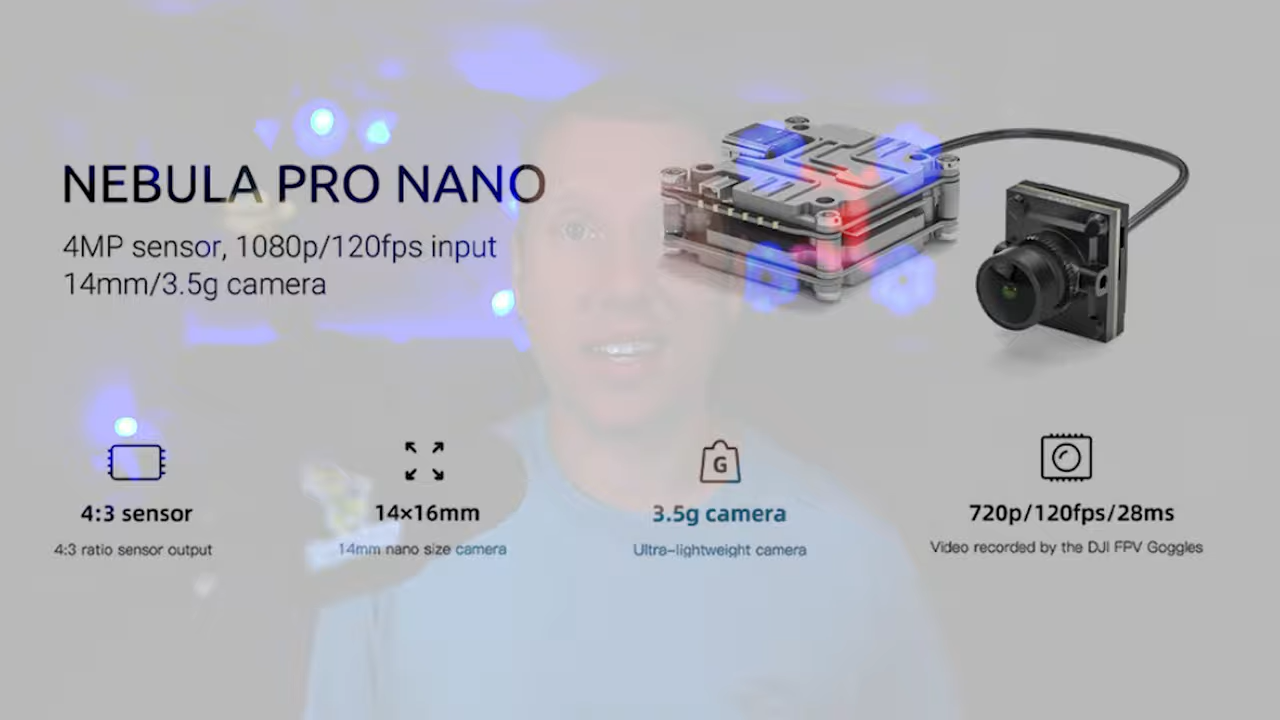 NEBULA PRO NANO
4MP sensor, 1080p/120fps input
14mm/3.5g camera
4:3 sensor
4:3 ratio sensor output
14×16mm
14mm nano size camera
G
3.5g camera
Ultra-lightweight camera
720p/120fps/28ms
Video recorded by the DJI FPV Goggles